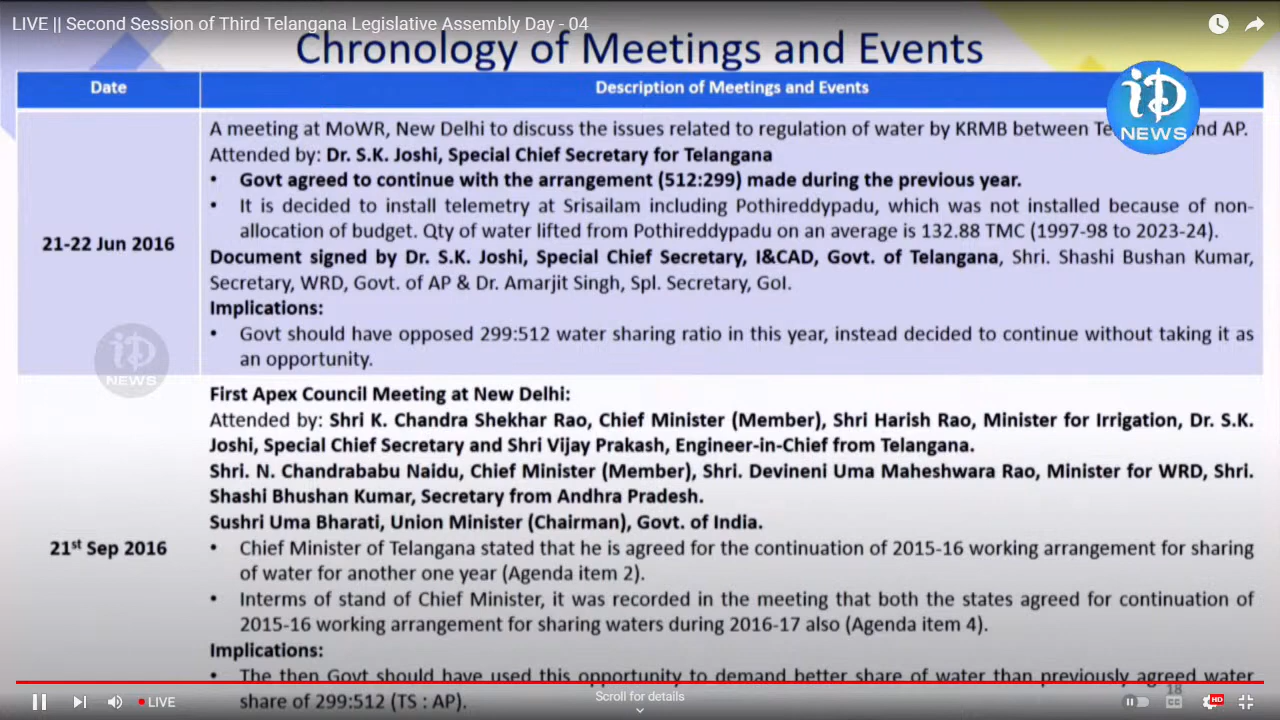 LIVE || Second Session of Third Telangana Legislative Assembly Day - 04
Chronology of Meetings and Events
Date
Description of Meetings and Events
iD NEWS
21-22 Jun 2016
A meeting at MoWR, New Delhi to discuss the issues related to regulation of water by KRMB between AP.
Attended by: Dr. S.K. Joshi, Special Chief Secretary for Telangana
• Govt agreed to continue with the arrangement (512:299) made during the previous year.
• It is decided to install telemetry at Srisailam including Pothireddypadu, which was not installed because of non-
allocation of budget. Qty of water lifted from Pothireddypadu on an average is 132.88 TMC (1997-98 to 2023-24).
Document signed by Dr. S.K. Joshi, Special Chief Secretary, I&CAD, Govt. of Telangana, Shri. Shashi Bushan Kumar,
Secretary, WRD, Govt. of AP & Dr. Amarjit Singh, Spl. Secretary, GoI.
Implications:
• Govt should have opposed 299:512 water sharing ratio in this year, instead decided to continue without taking it as
an opportunity.
iD NEWS
21st Sep 2016
First Apex Council Meeting at New Delhi:
Attended by: Shri K. Chandra Shekhar Rao, Chief Minister (Member), Shri Harish Rao, Minister for Irrigation, Dr. S.K.
Joshi, Special Chief Secretary and Shri Vijay Prakash, Engineer-in-Chief from Telangana.
Shri. N. Chandrababu Naidu, Chief Minister (Member), Shri. Devineni Uma Maheshwara Rao, Minister for WRD, Shri.
Shashi Bhushan Kumar, Secretary from Andhra Pradesh.
Sushri Uma Bharati, Union Minister (Chairman), Govt. of India.
• Chief Minister of Telangana stated that he is agreed for the continuation of 2015-16 working arrangement for sharing
of water for another one year (Agenda item 2).
• Interms of stand of Chief Minister, it was recorded in the meeting that both the states agreed for continuation of
2015-16 working arrangement for sharing waters during 2016-17 also (Agenda item 4).
Implications:
• The then Govt should have used this opportunity to demand better share of water than previously agreed water
share of 299:512 (TS : AP).
18
LIVE
Scroll for details
CC
HD